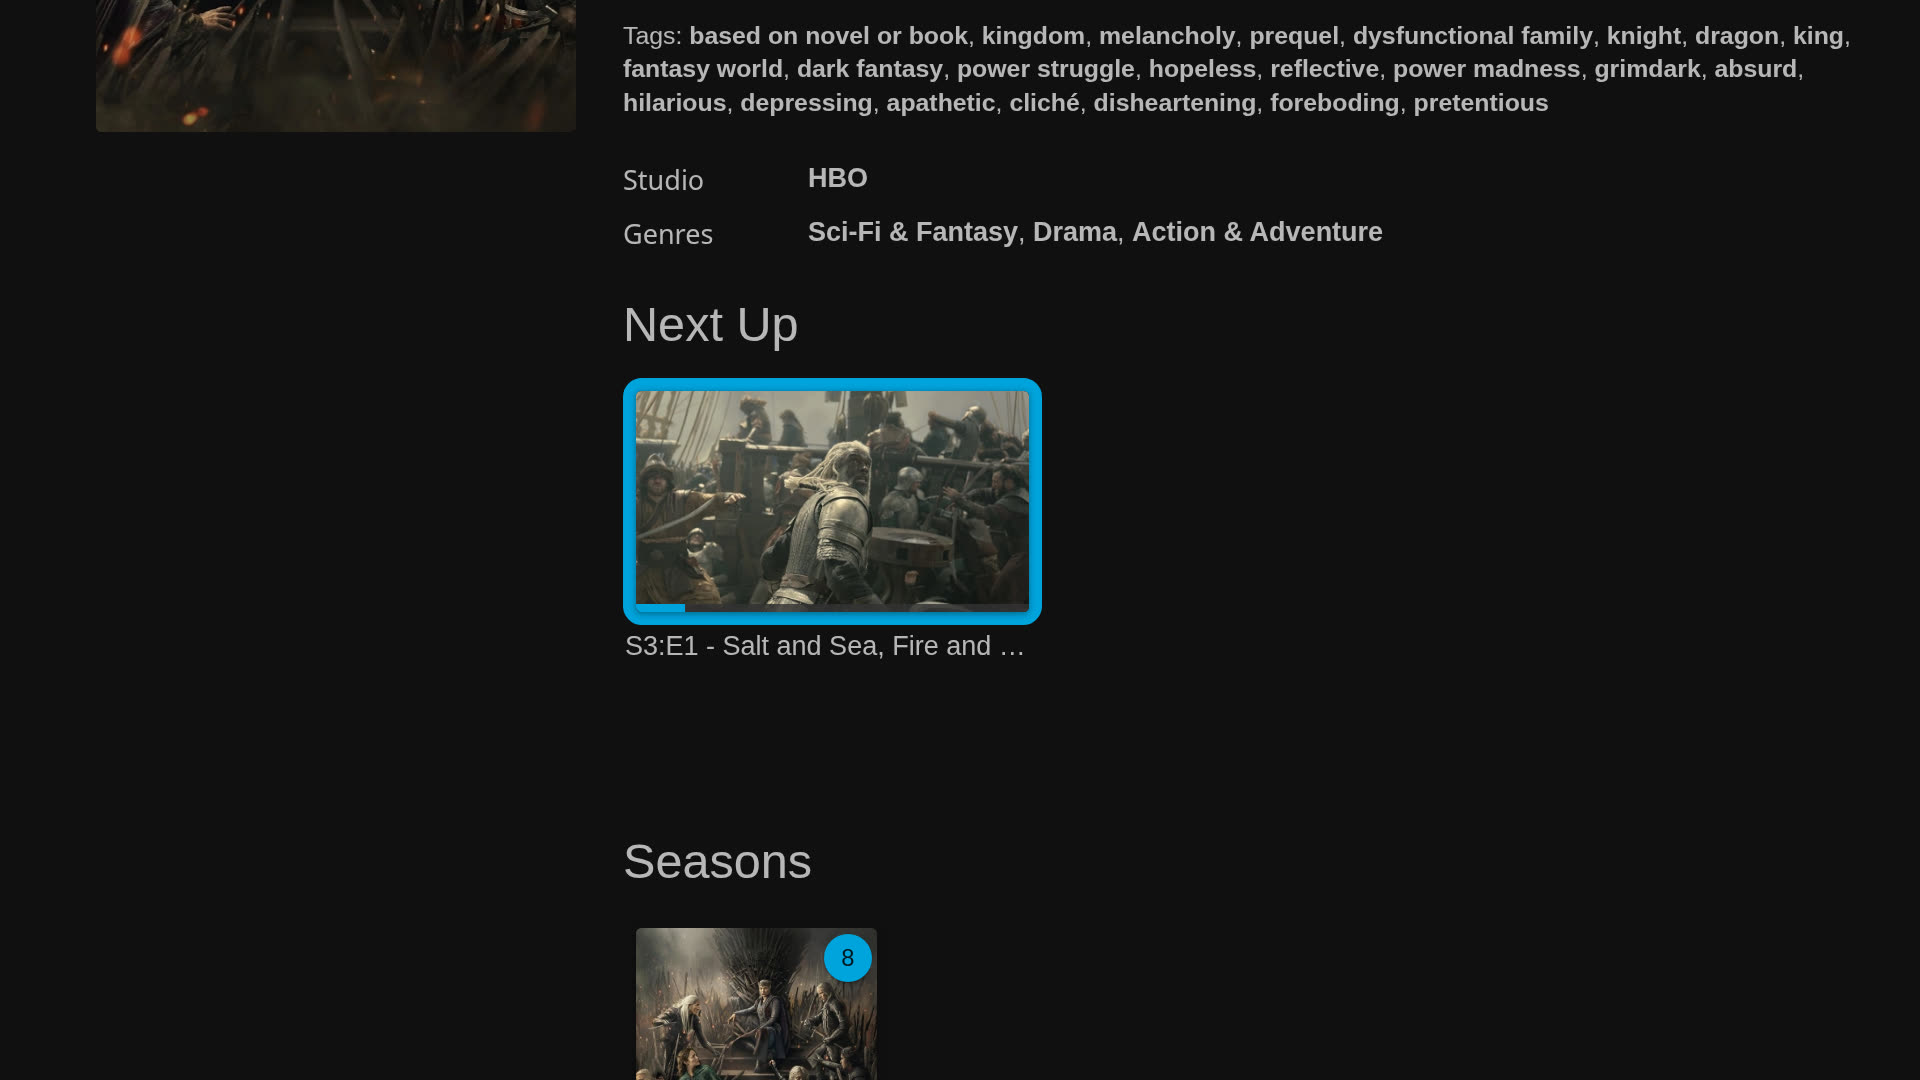 Tags: based on novel or book, kingdom, melancholy, prequel, dysfunctional family, knight, dragon, king,
fantasy world, dark fantasy, power struggle, hopeless, reflective, power madness, grimdark, absurd,
hilarious, depressing, apathetic, cliché, disheartening, foreboding, pretentious
Studio HBO
Genres Sci-Fi & Fantasy, Drama, Action & Adventure
Next Up
S3:E1 - Salt and Sea, Fire and …
Seasons
8